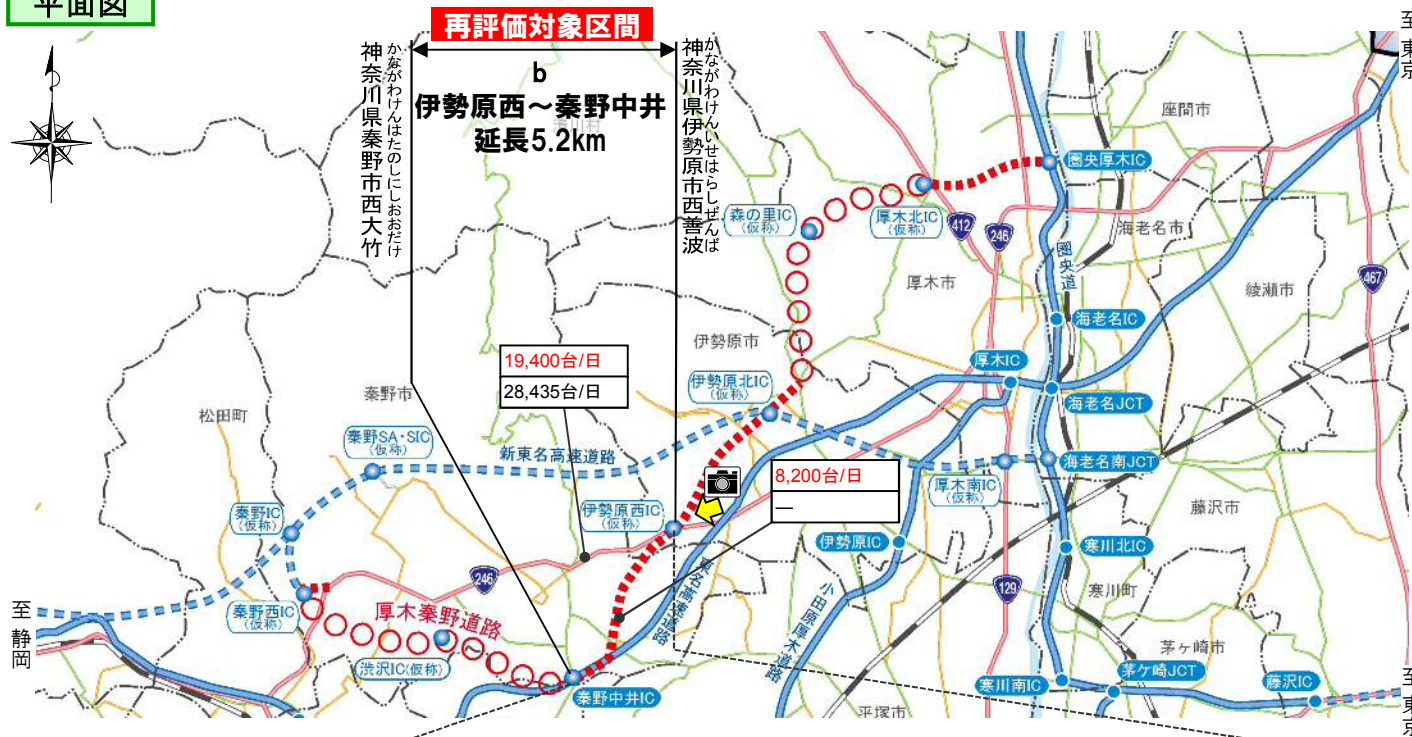 平面図
再評価対象区間
b
伊勢原西～秦野中井
延長5.2km
かながわけんはたのしにしおおだけ
神奈川県秦野市西大竹
かながわけんいせはらしぜんば
神奈川県伊勢原市西善波
清川村
至 東京
座間市
圏央厚木IC
森の里IC
(仮称)
厚木北IC
(仮称)
412
246
海老名市
圏央道
467
厚木市
綾瀬市
海老名IC
伊勢原市
厚木IC
19,400台/日
28,435台/日
伊勢原北IC
(仮称)
海老名JCT
秦野市
松田町
秦野SA・SIC
(仮称)
新東名高速道路
8,200台/日
―
海老名南JCT
厚木南IC
(仮称)
藤沢市
秦野IC
(仮称)
伊勢原西IC
(仮称)
伊勢原IC
寒川北IC
246
東名高速道路
小田原厚木道路
129
寒川町
至 静岡
秦野西IC
(仮称)
厚木秦野道路
渋沢IC(仮称)
茅ヶ崎市
秦野中井IC
寒川南IC
茅ケ崎JCT
藤沢IC
至 東京
平塚市